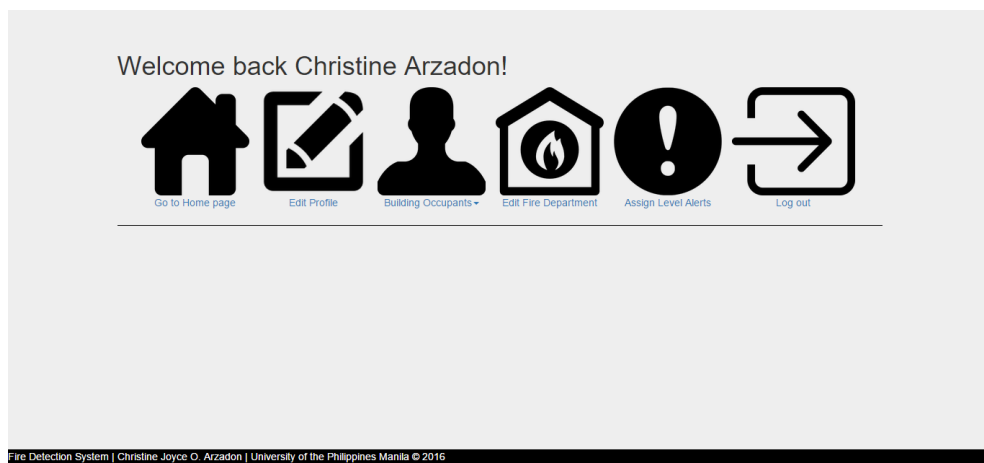 Welcome back Christine Arzadon!
Go to Home page Edit Profile Building Occupants Edit Fire Department Assign Level Alerts Log out
Fire Detection System | Christine Joyce O. Arzadon | University of the Philippines Manila © 2016